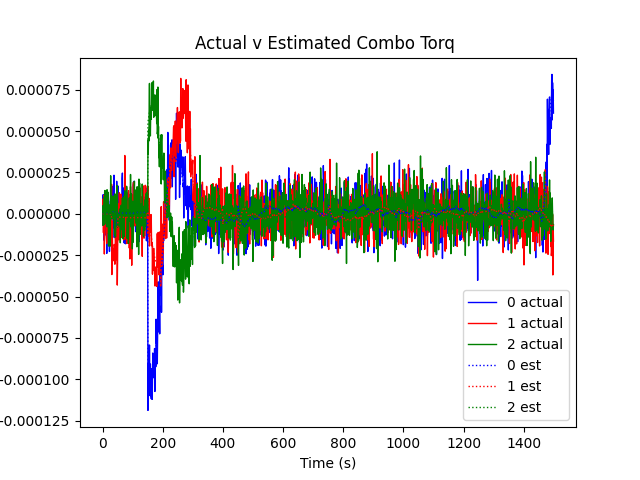 Actual v Estimated Combo Torq
0.000075
0.000050
0.000025
0.000000
0.000025
0.000050
0.000075
0.000100
0.000125
0 200 400 600 800 1000 1200 1400
Time (s)
0 actual
1 actual
2 actual
0 est
1 est
2 est